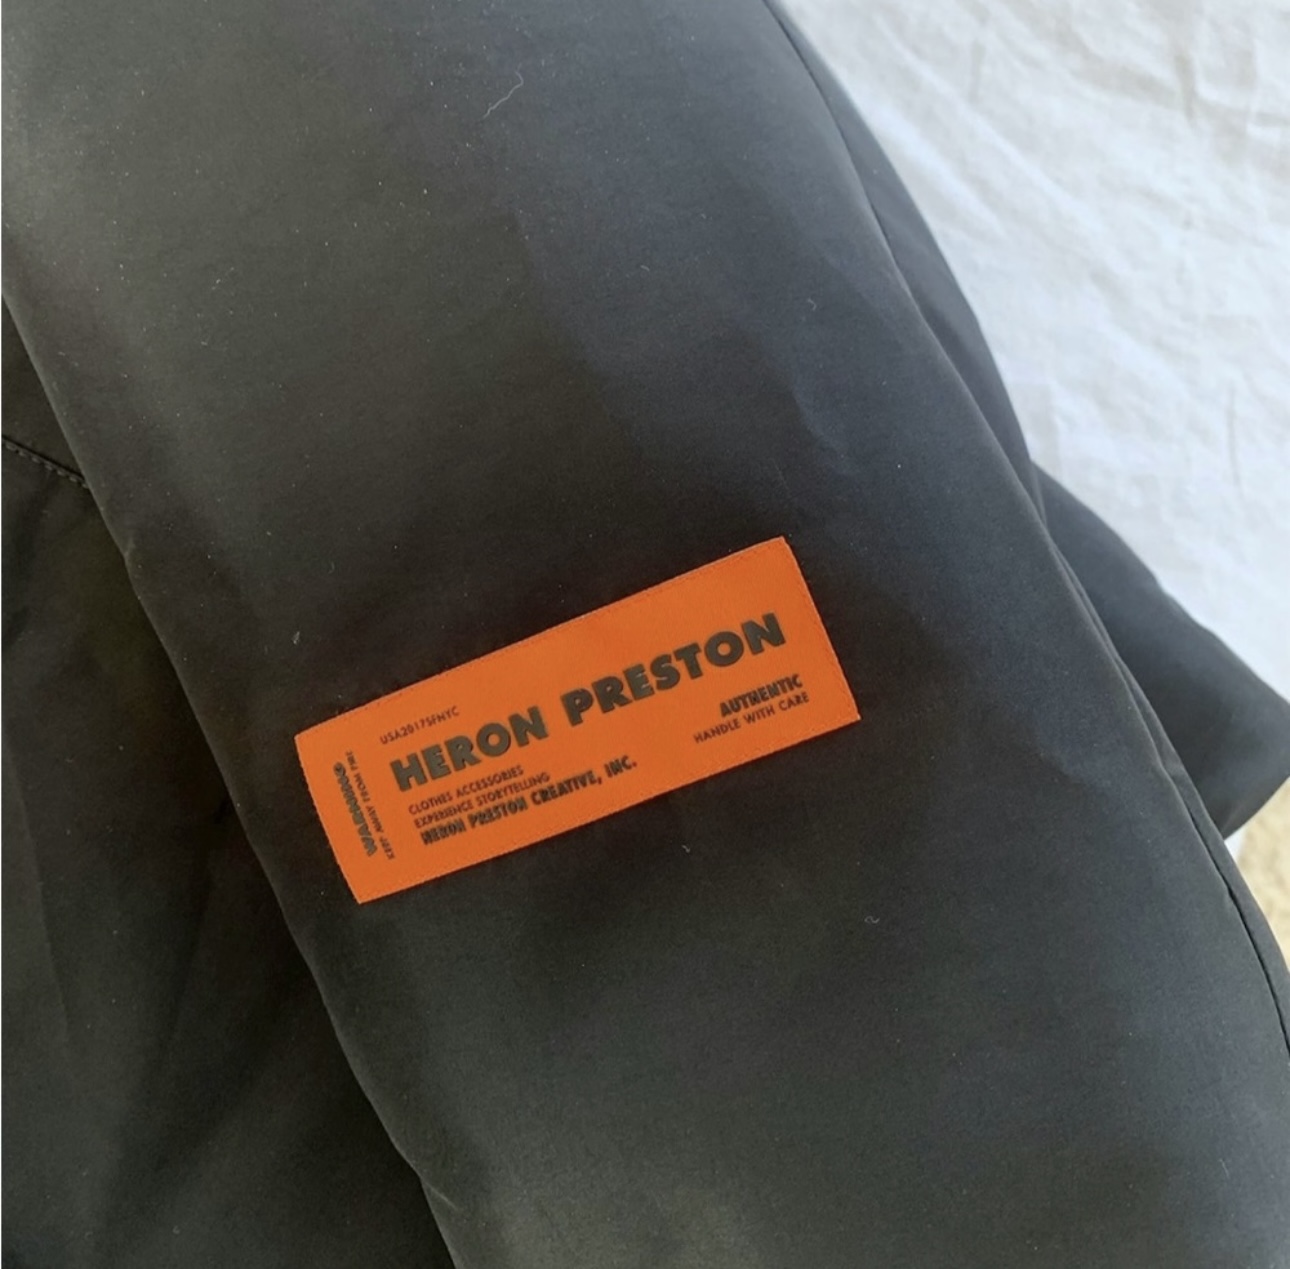 USA2017SFNYC
HERON PRESTON
CLOTHES ACCESSORIES
EXPERIENCE STORYTELLING
HERON PRESTON CREATIVE, INC.
AUTHENTIC
HANDLE WITH CARE
KEEP AWAY FROM FIRE